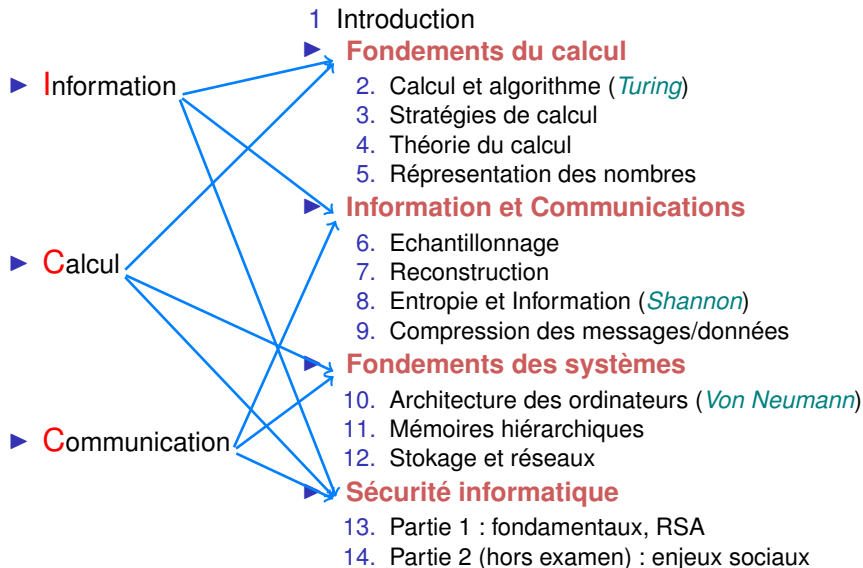 1 Introduction
▶ Fondements du calcul
▶ Information
2. Calcul et algorithme (Turing)
3. Stratégies de calcul
4. Théorie du calcul
5. Répresentation des nombres
▶ Information et Communications
6. Echantillonnage
▶ Calcul
7. Reconstruction
8. Entropie et Information (Shannon)
9. Compression des messages/données
▶ Fondements des systèmes
10. Architecture des ordinateurs (Von Neumann)
11. Mémoires hiérarchiques
▶ Communication
12. Stokage et réseaux
▶ Sécurité informatique
13. Partie 1 : fondamentaux, RSA
14. Partie 2 (hors examen) : enjeux sociaux